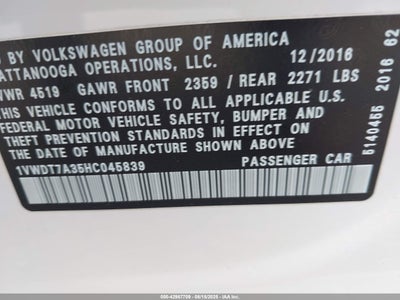 D BY VOLKSWAGEN GROUP OF AMERICA
ATTANOOGA OPERATIONS, LLC. 12/2016
VWR 4519 GAWR FRONT 2359 / REAR 2271 LBS
THIS VEHICLE CONFORMS TO ALL APPLICABLE U.S.
FEDERAL MOTOR VEHICLE SAFETY, BUMPER AND
THEFT PREVENTION STANDARDS IN EFFECT ON
THE DATE OF MANUFACTURE SHOWN ABOVE
1VWDT7A35HC045839 PASSENGER CAR
5140455 2016 62